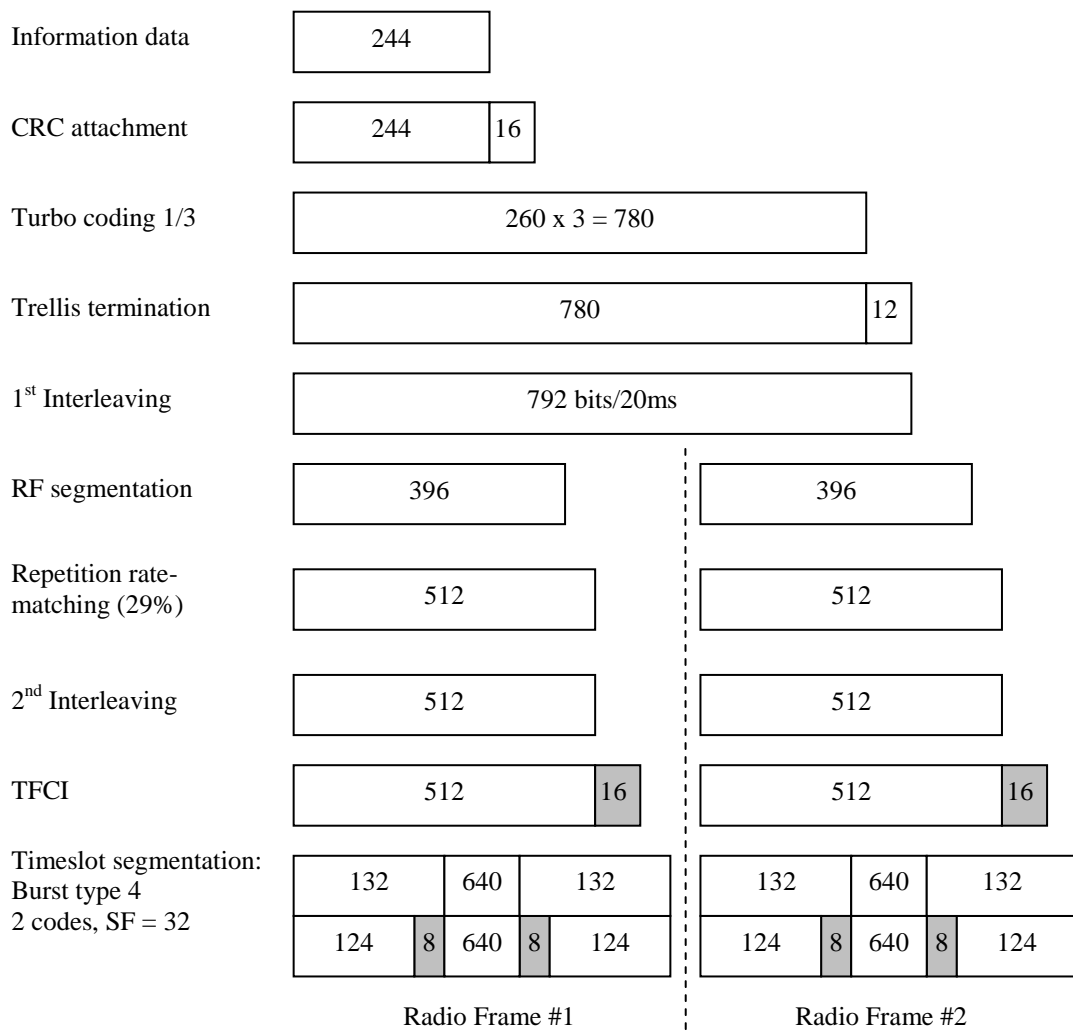 Information data
244
CRC attachment
244 16
Turbo coding 1/3
260 x 3 = 780
Trellis termination
780 12
1st Interleaving
792 bits/20ms
RF segmentation
396 396
Repetition rate-
matching (29%)
512 512
2nd Interleaving
512 512
TFCI
512 16 512 16
Timeslot segmentation:
Burst type 4
2 codes, SF = 32
132 640 132 132 640 132
124 8 640 8 124 124 8 640 8 124
Radio Frame #1 Radio Frame #2